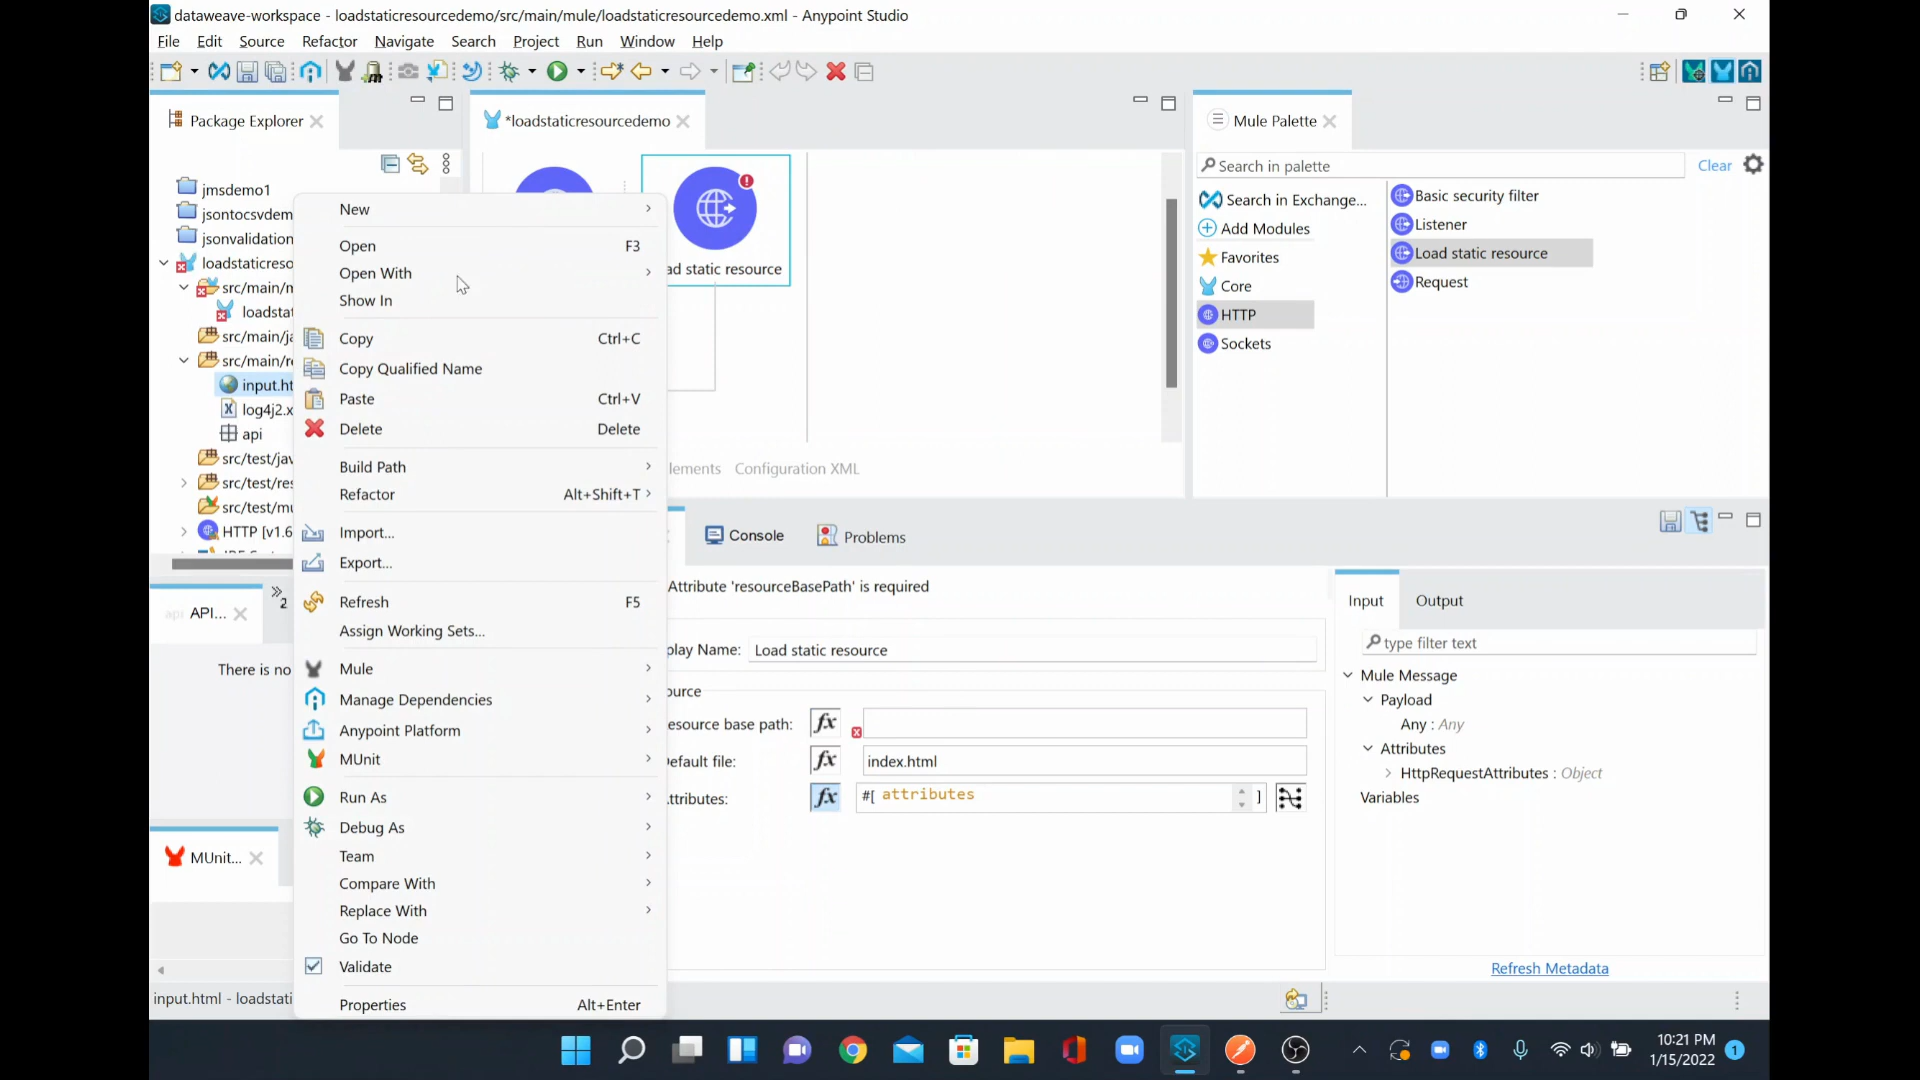 dataweave-workspace - loadstaticresourcedemo/src/main/mule/loadstaticresourcedemo.xml - Anypoint Studio
File Edit Source Refactor Navigate Search Project Run Window Help
Package Explorer
*loadstaticresourcedemo
Mule Palette
Search in palette
Clear
jmsdemo1
jsontocsvdem
jsonvalidation
loadstaticreso
src/main/m
loadstat
src/main/ja
src/main/re
input.ht
log4j2.x
api
src/test/jav
src/test/res
src/test/mu
HTTP [v1.6
New
Open F3
Open With
Show In
Copy Ctrl+C
Copy Qualified Name
Paste Ctrl+V
Delete Delete
Build Path
Refactor Alt+Shift+T
Import...
Export...
Refresh F5
Assign Working Sets...
Mule
Manage Dependencies
Anypoint Platform
MUnit
Run As
Debug As
Team
Compare With
Replace With
Go To Node
Validate
Properties Alt+Enter
ad static resource
lements Configuration XML
Search in Exchange...
Add Modules
Favorites
Core
HTTP
Sockets
Basic security filter
Listener
Load static resource
Request
api API...
2
There is no
MUnit...
Console
Problems
Attribute 'resourceBasePath' is required
play Name: Load static resource
ource
esource base path: fx
efault file: fx index.html
ttributes: fx #[ attributes ]
Input
Output
type filter text
Mule Message
Payload
Any : Any
Attributes
HttpRequestAttributes : Object
Variables
Refresh Metadata
input.html - loadstati
10:21 PM
1/15/2022
1